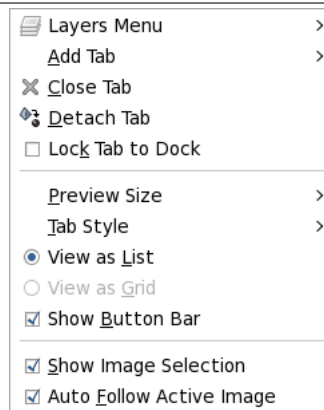 Layers Menu
Add Tab
Close Tab
Detach Tab
Lock Tab to Dock
Preview Size
Tab Style
View as List
View as Grid
Show Button Bar
Show Image Selection
Auto Follow Active Image